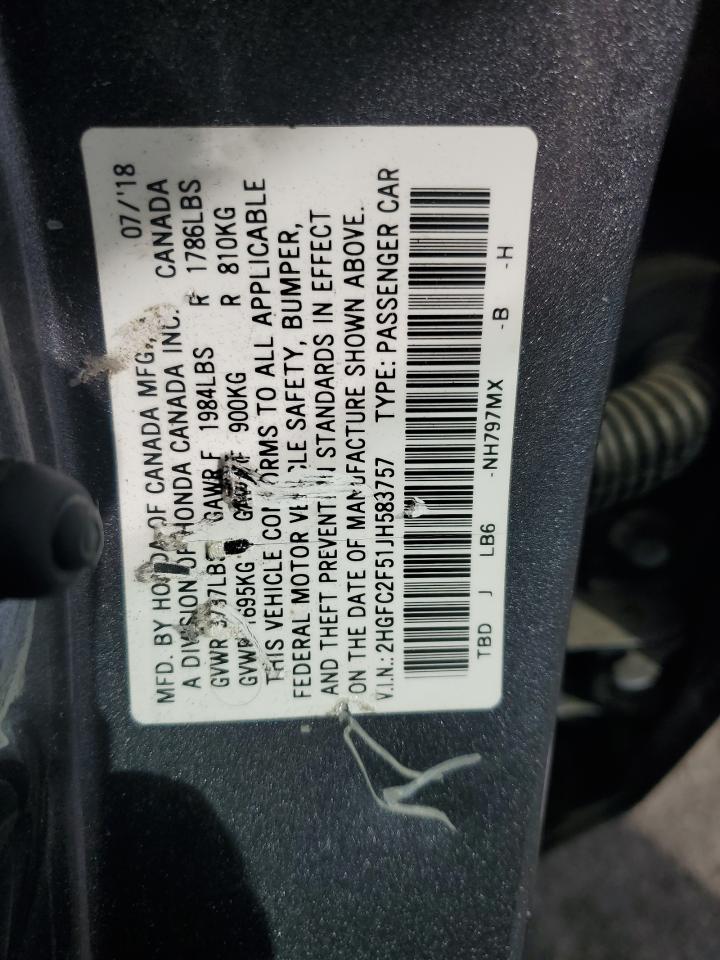 07/'18
MFD. BY HONDA OF CANADA MFG.,
A DIVISION OF HONDA CANADA INC. CANADA
GVWR 3737LBS GAWR F 1984LBS R 1786LBS
GVWR 1695KG GAWR F 900KG R 810KG
THIS VEHICLE CONFORMS TO ALL APPLICABLE
FEDERAL MOTOR VEHICLE SAFETY, BUMPER,
AND THEFT PREVENTION STANDARDS IN EFFECT
ON THE DATE OF MANUFACTURE SHOWN ABOVE.
V.I.N.: 2HGFC2F51JH583757 TYPE: PASSENGER CAR
TBD J LB6 -NH797MX -B -H